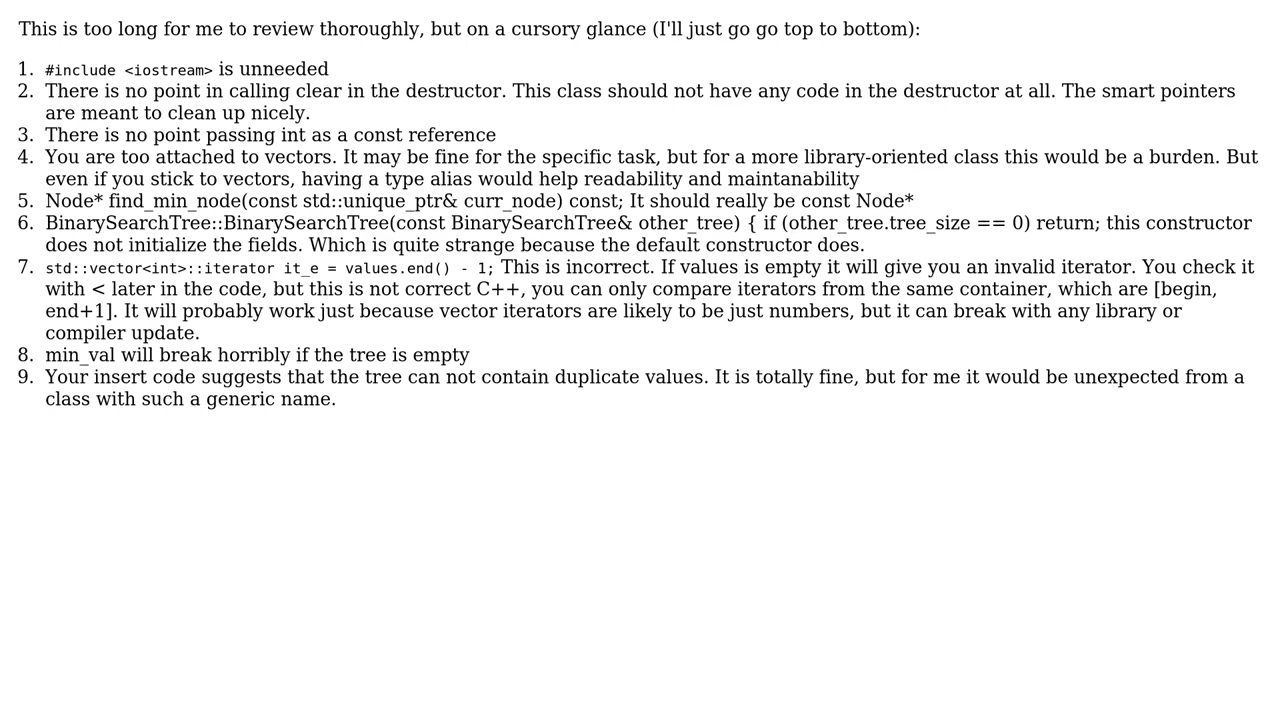 This is too long for me to review thoroughly, but on a cursory glance (I'll just go go top to bottom):
1. #include <iostream> is unneeded
2. There is no point in calling clear in the destructor. This class should not have any code in the destructor at all. The smart pointers
are meant to clean up nicely.
3. There is no point passing int as a const reference
4. You are too attached to vectors. It may be fine for the specific task, but for a more library-oriented class this would be a burden. But
even if you stick to vectors, having a type alias would help readability and maintanability
5. Node* find_min_node(const std::unique_ptr& curr_node) const; It should really be const Node*
6. BinarySearchTree::BinarySearchTree(const BinarySearchTree& other_tree) { if (other_tree.tree_size == 0) return; this constructor
does not initialize the fields. Which is quite strange because the default constructor does.
7. std::vector<int>::iterator it_e = values.end() - 1; This is incorrect. If values is empty it will give you an invalid iterator. You check it
with < later in the code, but this is not correct C++, you can only compare iterators from the same container, which are [begin,
end+1]. It will probably work just because vector iterators are likely to be just numbers, but it can break with any library or
compiler update.
8. min_val will break horribly if the tree is empty
9. Your insert code suggests that the tree can not contain duplicate values. It is totally fine, but for me it would be unexpected from a
class with such a generic name.